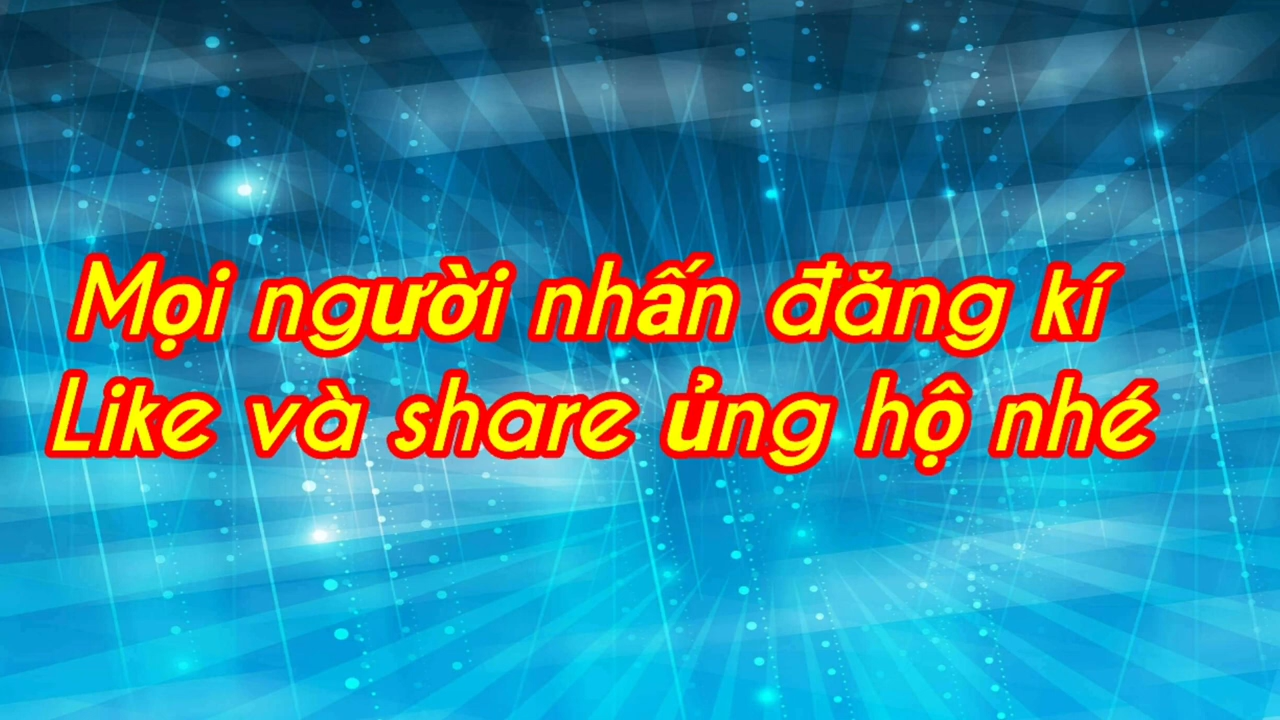 Mọi người nhấn đăng kí
Like và share ủng hộ nhé